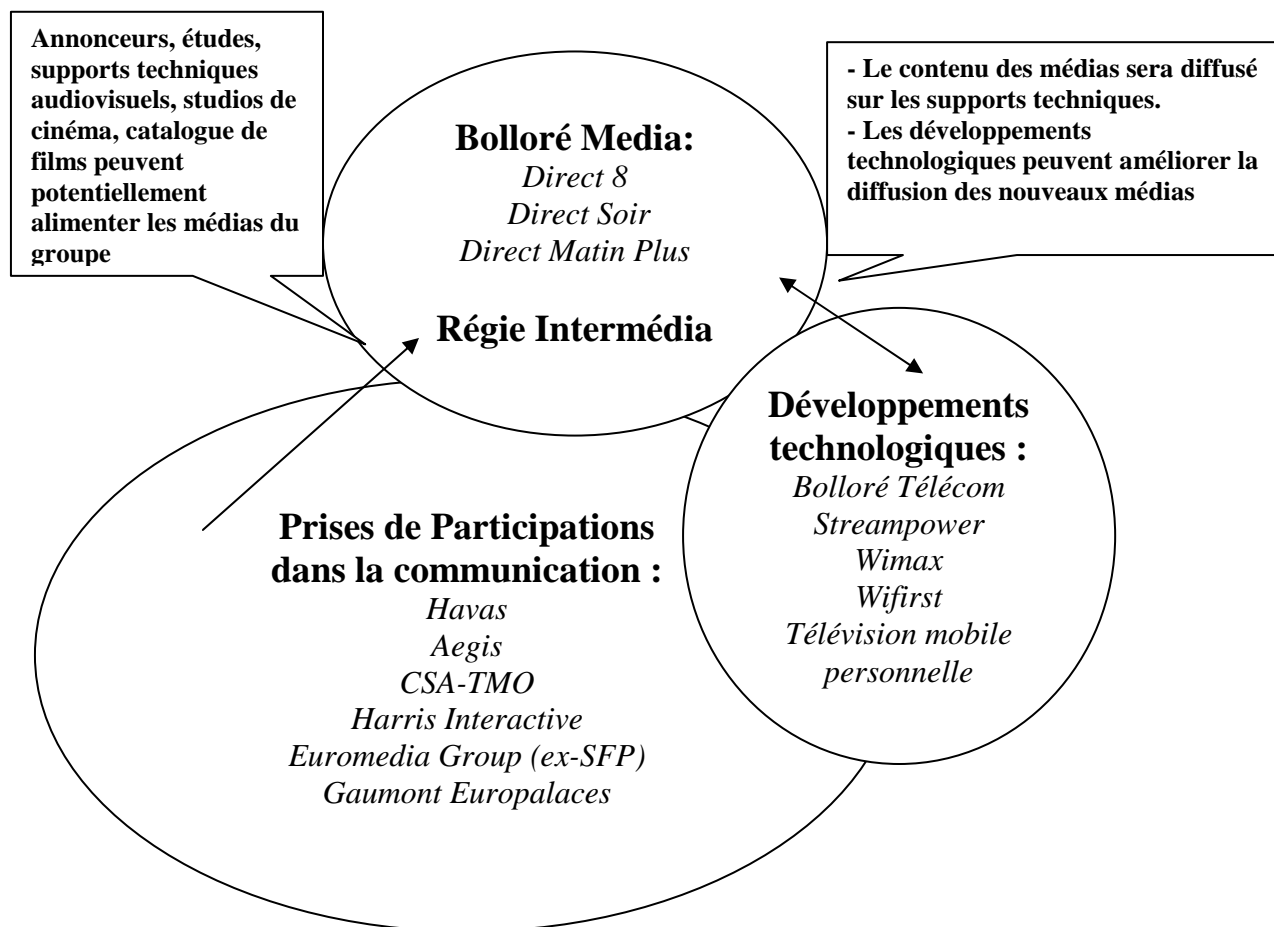 Annonceurs, études,
supports techniques
audiovisuels, studios de
cinéma, catalogue de
films peuvent
potentiellement
alimenter les médias du
groupe
Bolloré Media:
Direct 8
Direct Soir
Direct Matin Plus
Régie Intermédia
- Le contenu des médias sera diffusé
sur les supports techniques.
- Les développements
technologiques peuvent améliorer la
diffusion des nouveaux médias
Développements
technologiques :
Bolloré Télécom
Streampower
Wimax
Wifirst
Télévision mobile
personnelle
Prises de Participations
dans la communication :
Havas
Aegis
CSA-TMO
Harris Interactive
Euromedia Group (ex-SFP)
Gaumont Europalaces